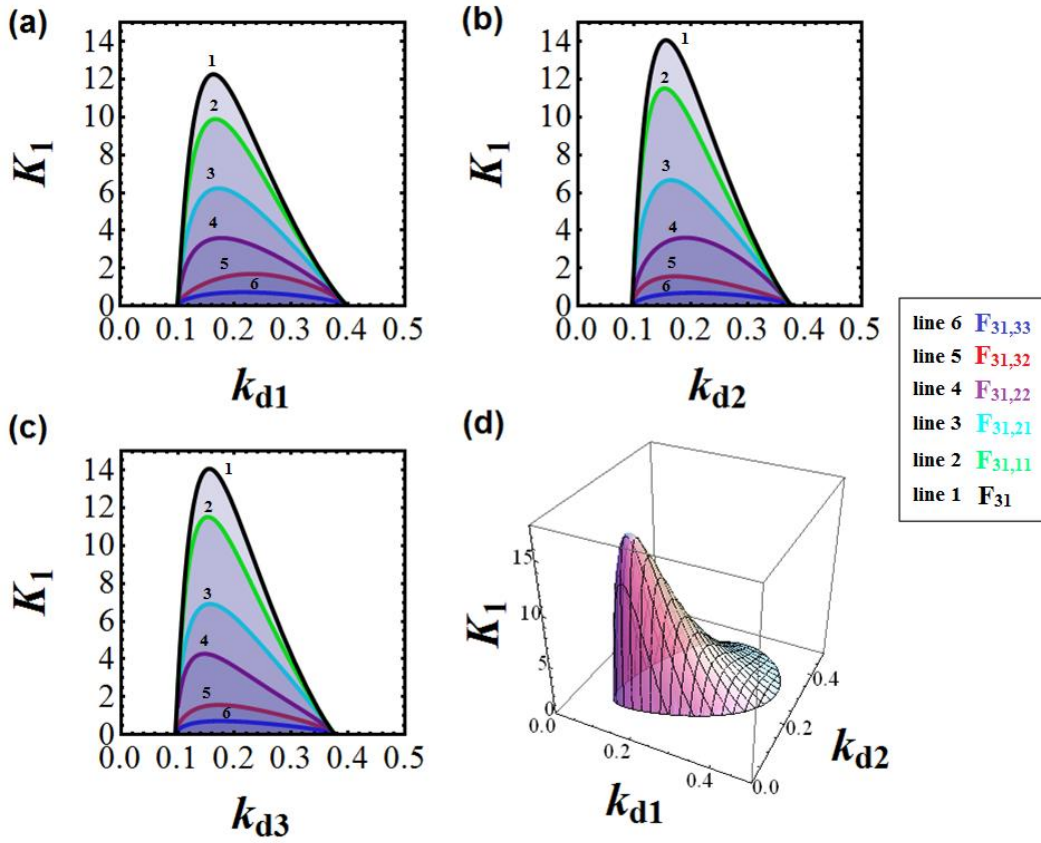 (a)
14
12
10
8
6
4
2
0
K1
1
2
3
4
5
6
0.0 0.1 0.2 0.3 0.4 0.5
kd1
(b)
14
12
10
8
6
4
2
0
K1
1
2
3
4
5
6
0.0 0.1 0.2 0.3 0.4 0.5
kd2
line 6 F31,33
line 5 F31,32
line 4 F31,22
line 3 F31,21
line 2 F31,11
line 1 F31
(c)
14
12
10
8
6
4
2
0
K1
1
2
3
4
5
6
0.0 0.1 0.2 0.3 0.4 0.5
kd3
(d)
15
10
5
0
K1
0.0
0.2
0.4
kd1
0.0
0.2
0.4
kd2